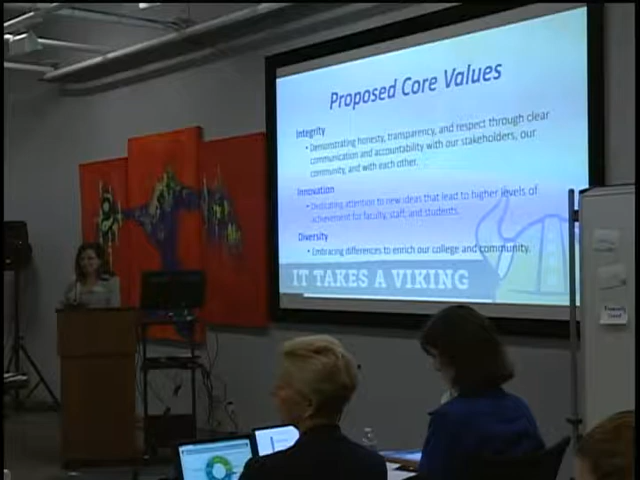 Proposed Core Values
Integrity
• Demonstrating honesty, transparency, and respect through clear
communication and accountability with our stakeholders, our
community, and with each other.
Innovation
• Dedicating attention to new ideas that lead to higher levels of
achievement for faculty, staff, and students.
Diversity
• Embracing differences to enrich our college and community.
IT TAKES A VIKING